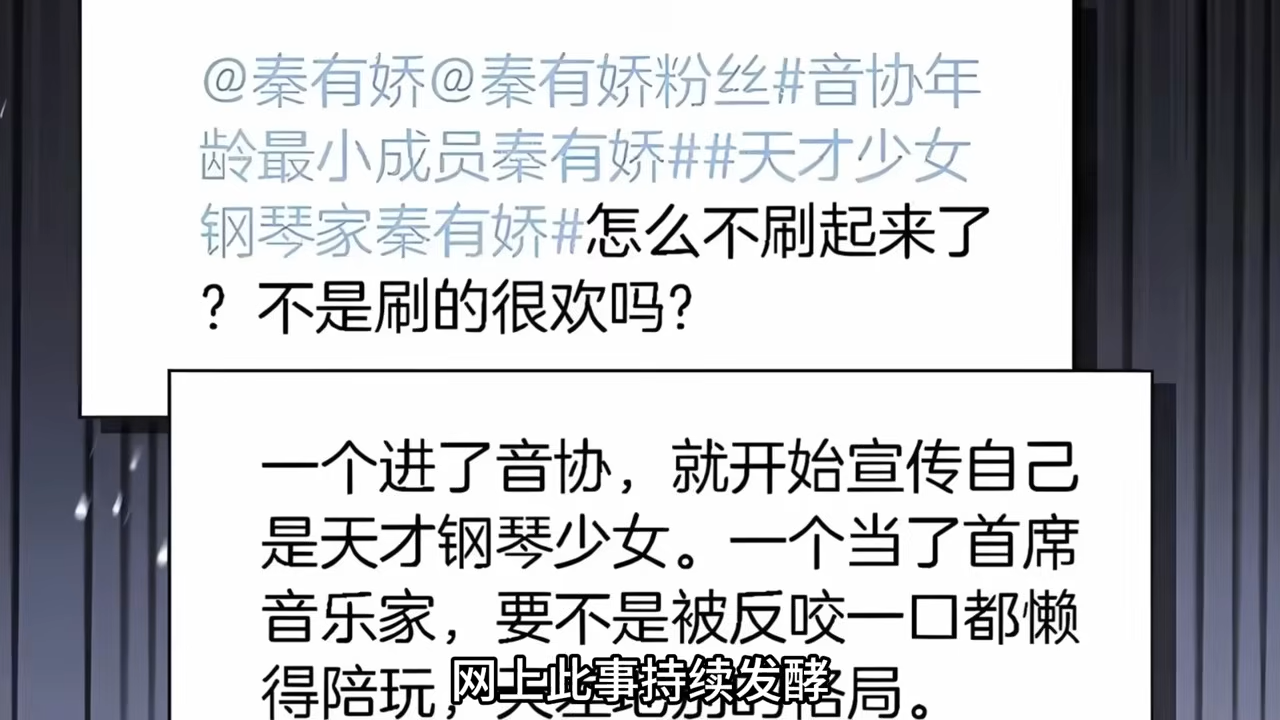 @秦有娇@秦有娇粉丝#音协年
龄最小成员秦有娇##天才少女
钢琴家秦有娇#怎么不刷起来了
？不是刷的很欢吗？
一个进了音协，就开始宣传自己
是天才钢琴少女。一个当了首席
音乐家，要不是被反咬一口都懒
得陪玩，格局。
网上此事持续发酵